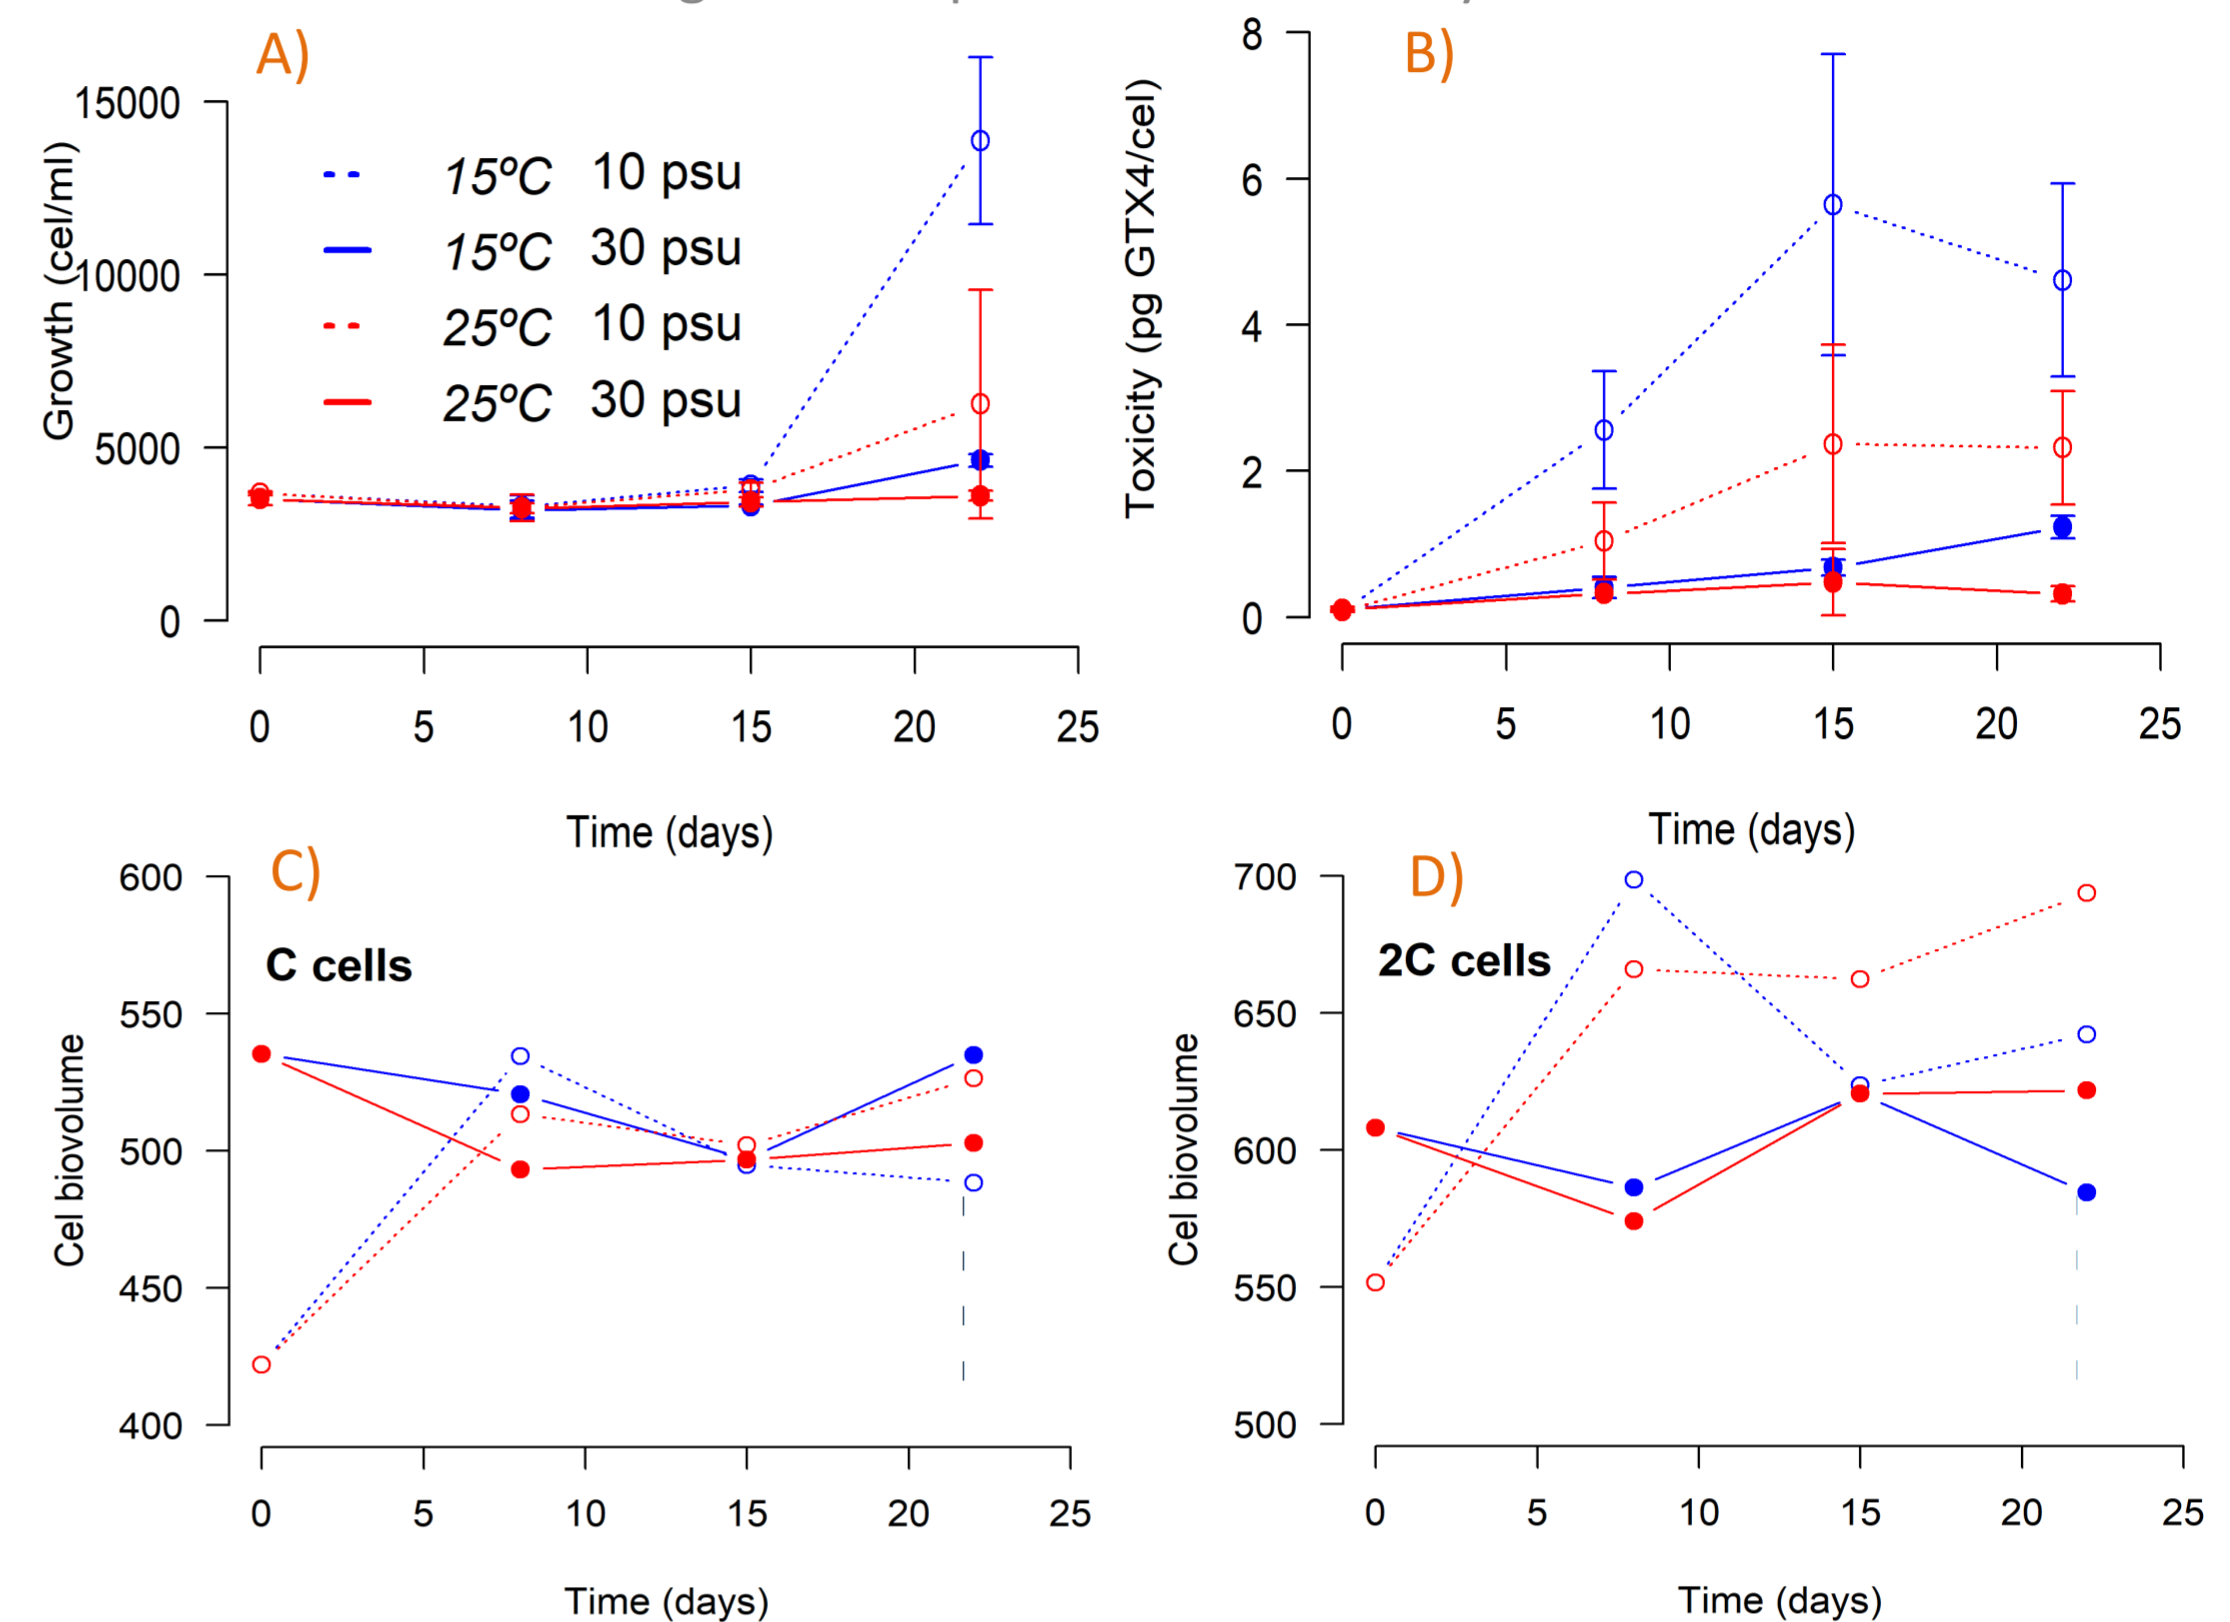 A)
Growth (cel/ml)
15000
10000
5000
0
15ºC 10 psu
15ºC 30 psu
25ºC 10 psu
25ºC 30 psu
0 5 10 15 20 25
Time (days)
B)
Toxicity (pg GTX4/cel)
8
6
4
2
0
0 5 10 15 20 25
Time (days)
C)
C cells
Cel biovolume
600
550
500
450
400
0 5 10 15 20 25
Time (days)
D)
2C cells
Cel biovolume
700
650
600
550
500
0 5 10 15 20 25
Time (days)